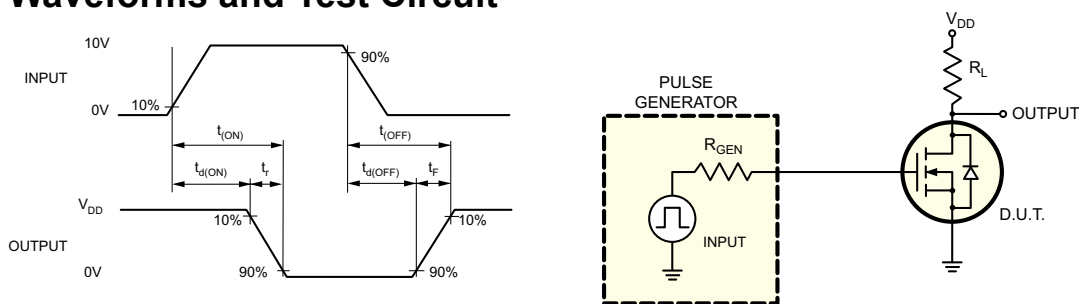 Waveforms and Test Circuit
10V
INPUT
0V
10%
90%
t(ON)
t(OFF)
td(ON)
tr
td(OFF)
tF
VDD
10%
10%
OUTPUT
0V
90%
90%
VDD
RL
PULSE
GENERATOR
OUTPUT
RGEN
INPUT
D.U.T.